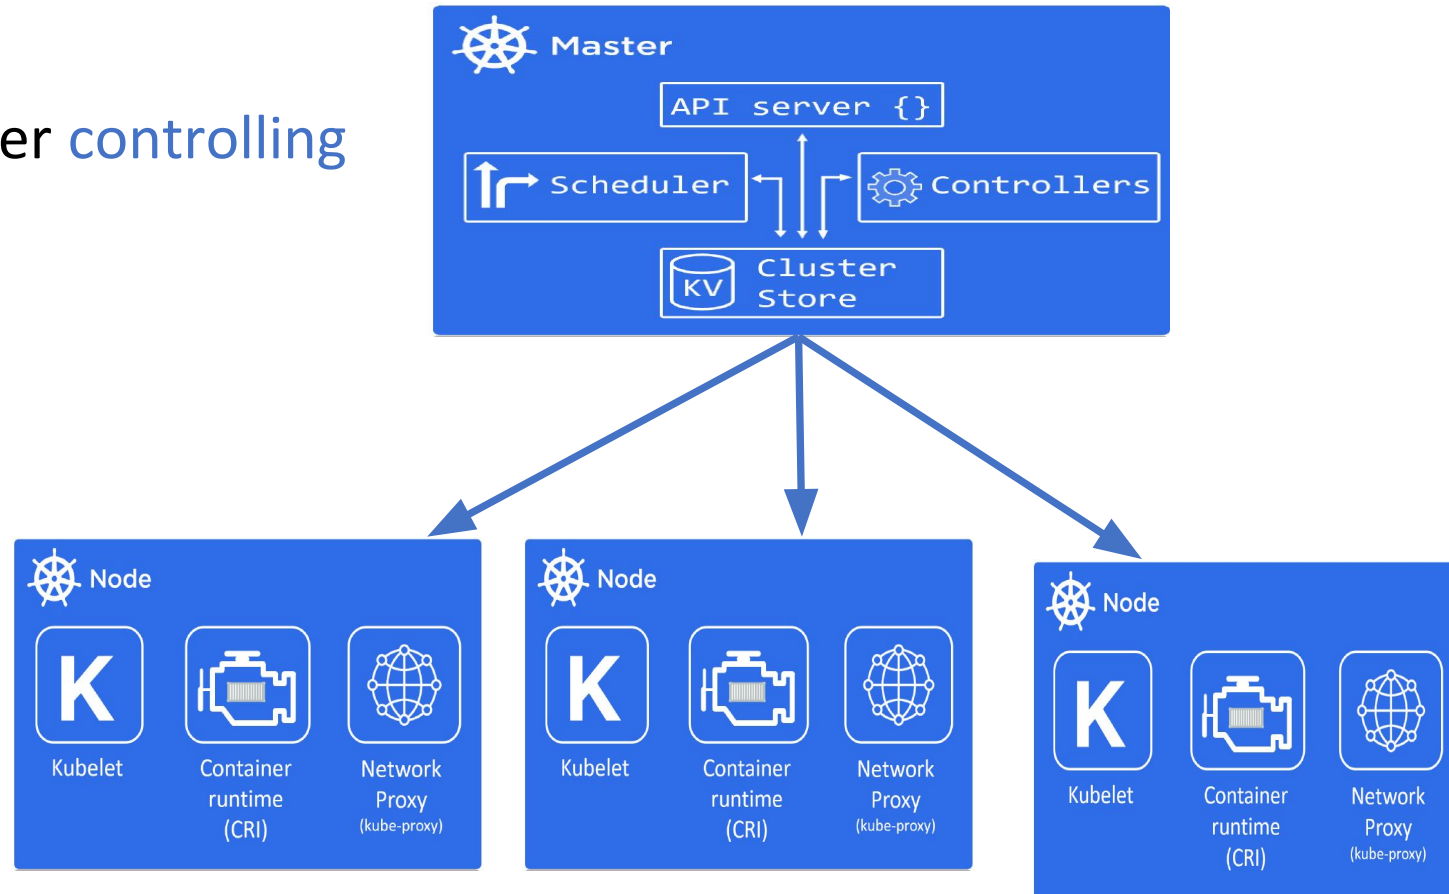 er controlling
Master
API server {}
Scheduler
Controllers
KV
Cluster
Store
Node
K
Kubelet
Container
runtime
(CRI)
Network
Proxy
(kube-proxy)
Node
K
Kubelet
Container
runtime
(CRI)
Network
Proxy
(kube-proxy)
Node
K
Kubelet
Container
runtime
(CRI)
Network
Proxy
(kube-proxy)